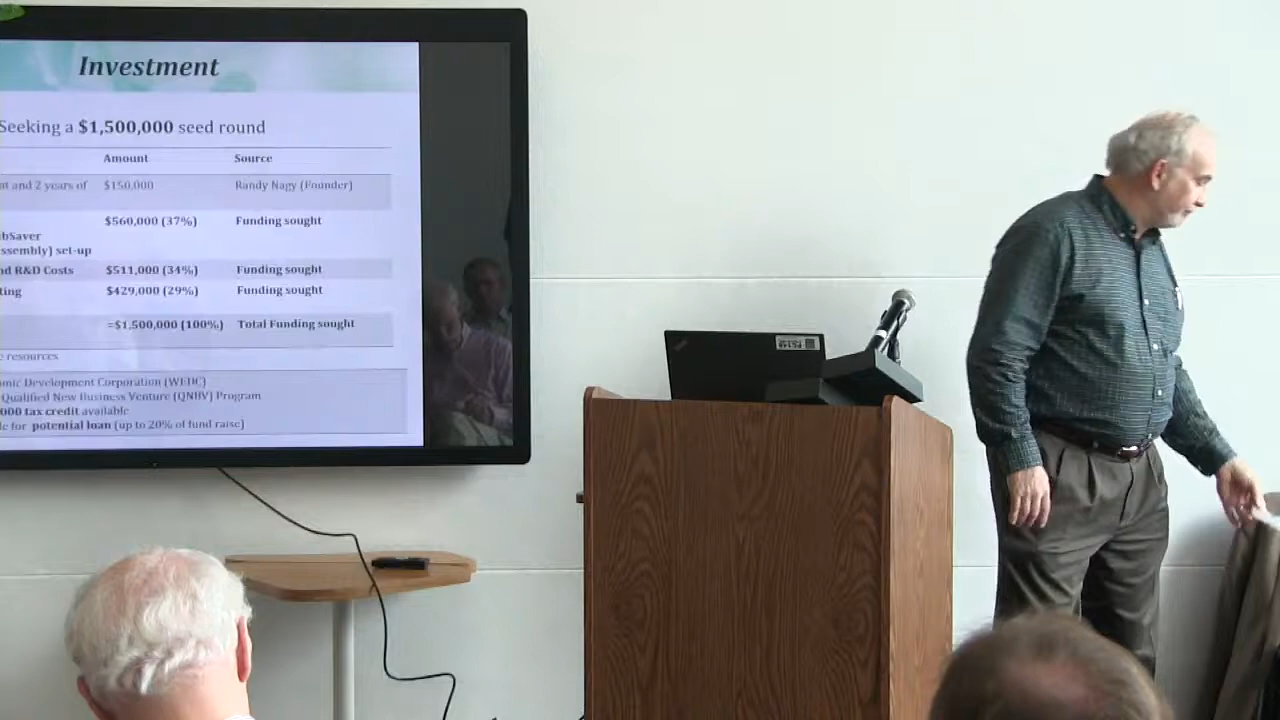 Investment
Seeking a $1,500,000 seed round
Amount Source
nt and 2 years of $150,000 Randy Nagy (Founder)
$560,000 (37%) Funding sought
bSaver
ssembly) set-up
nd R&D Costs $511,000 (34%) Funding sought
ting $429,000 (29%) Funding sought
=$1,500,000 (100%) Total Funding sought
e resources
mic Development Corporation (WEDC)
Qualified New Business Venture (QNBV) Program
000 tax credit available
le for potential loan (up to 20% of fund raise)